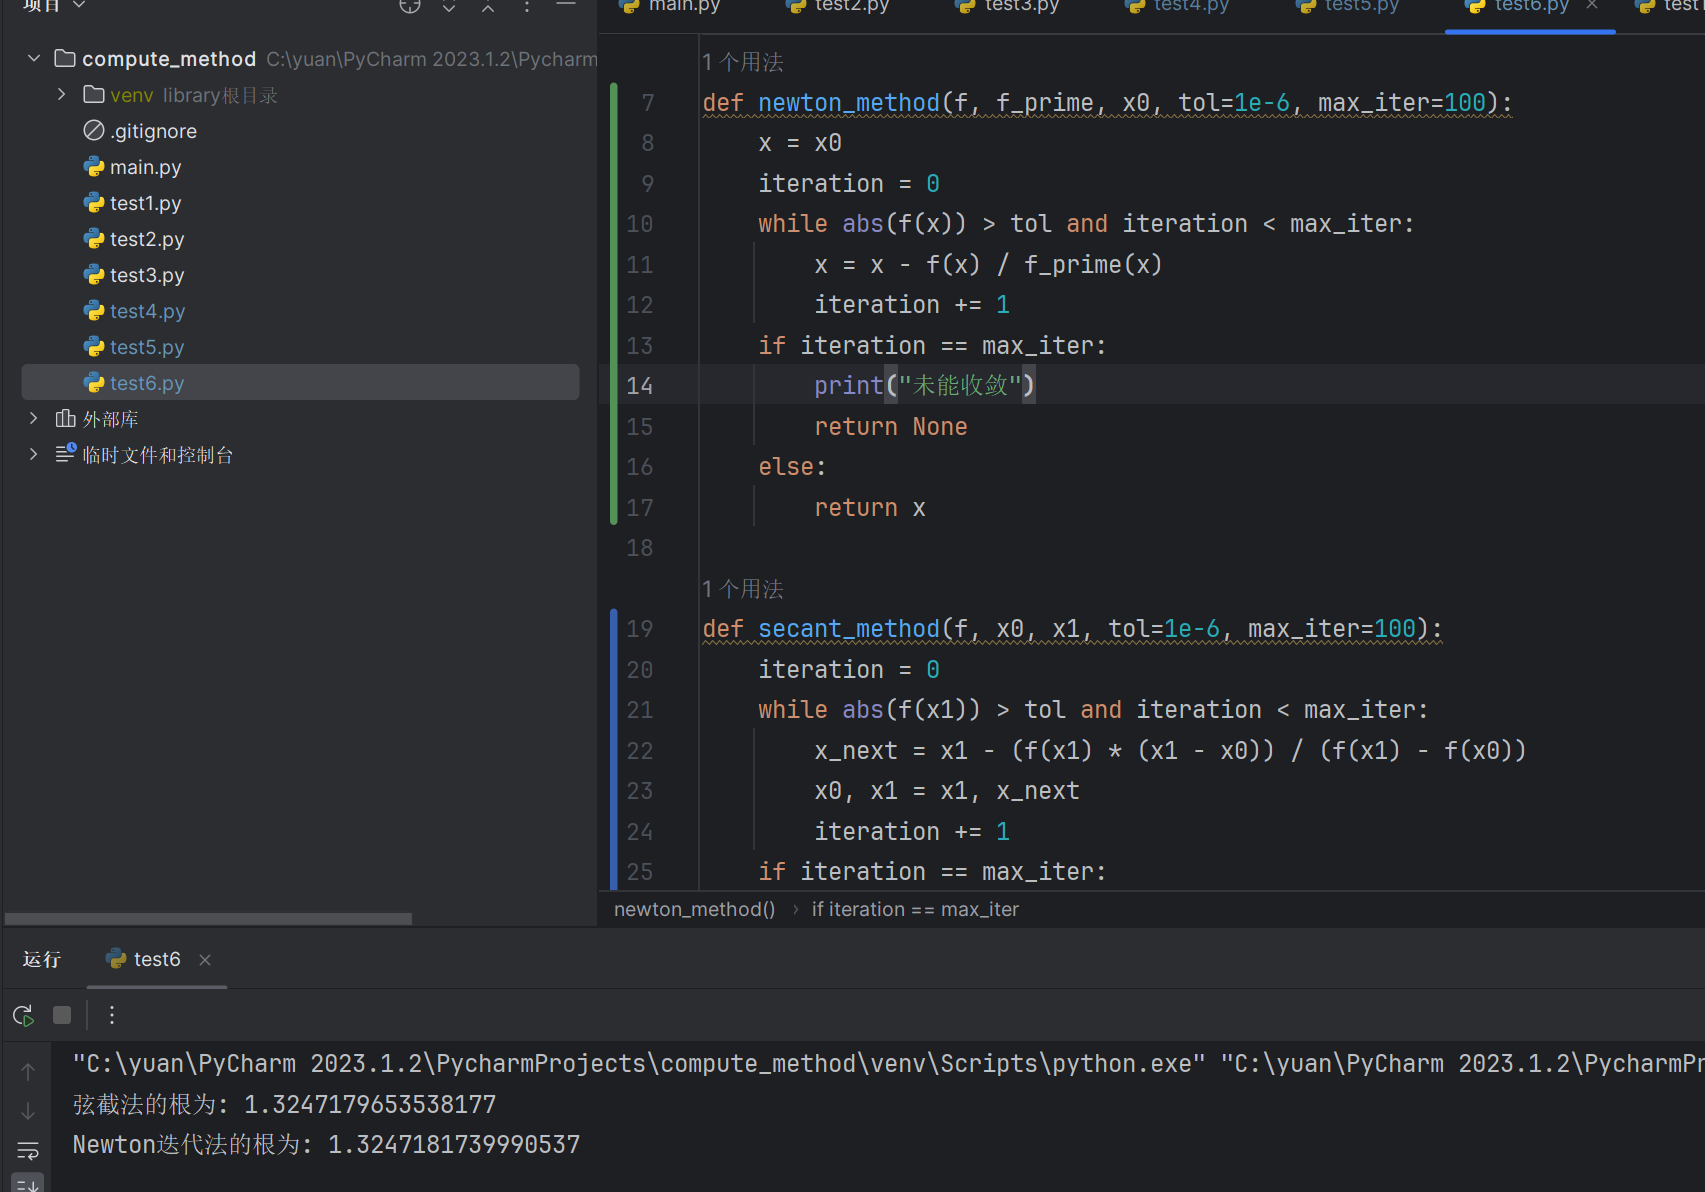 项目
compute_method C:\yuan\PyCharm 2023.1.2\Pycharm
venv library根目录
.gitignore
main.py
test1.py
test2.py
test3.py
test4.py
test5.py
test6.py
外部库
临时文件和控制台
main.py test2.py test3.py test4.py test5.py test6.py
1 个用法
7 def newton_method(f, f_prime, x0, tol=1e-6, max_iter=100):
8 x = x0
9 iteration = 0
10 while abs(f(x)) > tol and iteration < max_iter:
11 x = x - f(x) / f_prime(x)
12 iteration += 1
13 if iteration == max_iter:
14 print("未能收敛")
15 return None
16 else:
17 return x
18
1 个用法
19 def secant_method(f, x0, x1, tol=1e-6, max_iter=100):
20 iteration = 0
21 while abs(f(x1)) > tol and iteration < max_iter:
22 x_next = x1 - (f(x1) * (x1 - x0)) / (f(x1) - f(x0))
23 x0, x1 = x1, x_next
24 iteration += 1
25 if iteration == max_iter:
newton_method() › if iteration == max_iter
运行 test6
"C:\yuan\PyCharm 2023.1.2\PycharmProjects\compute_method\venv\Scripts\python.exe" "C:\yuan\PyCharm 2023.1.2\PycharmPr
弦截法的根为: 1.3247179653538177
Newton迭代法的根为: 1.3247181739990537